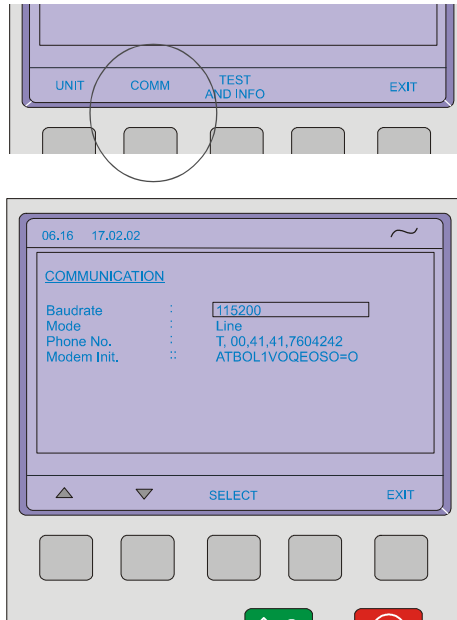 UNIT COMM TEST AND INFO EXIT
06.16 17.02.02
COMMUNICATION
Baudrate : 115200
Mode : Line
Phone No. : T, 00,41,41,7604242
Modem Init. :: ATBOL1VOQEOSO=O
SELECT EXIT